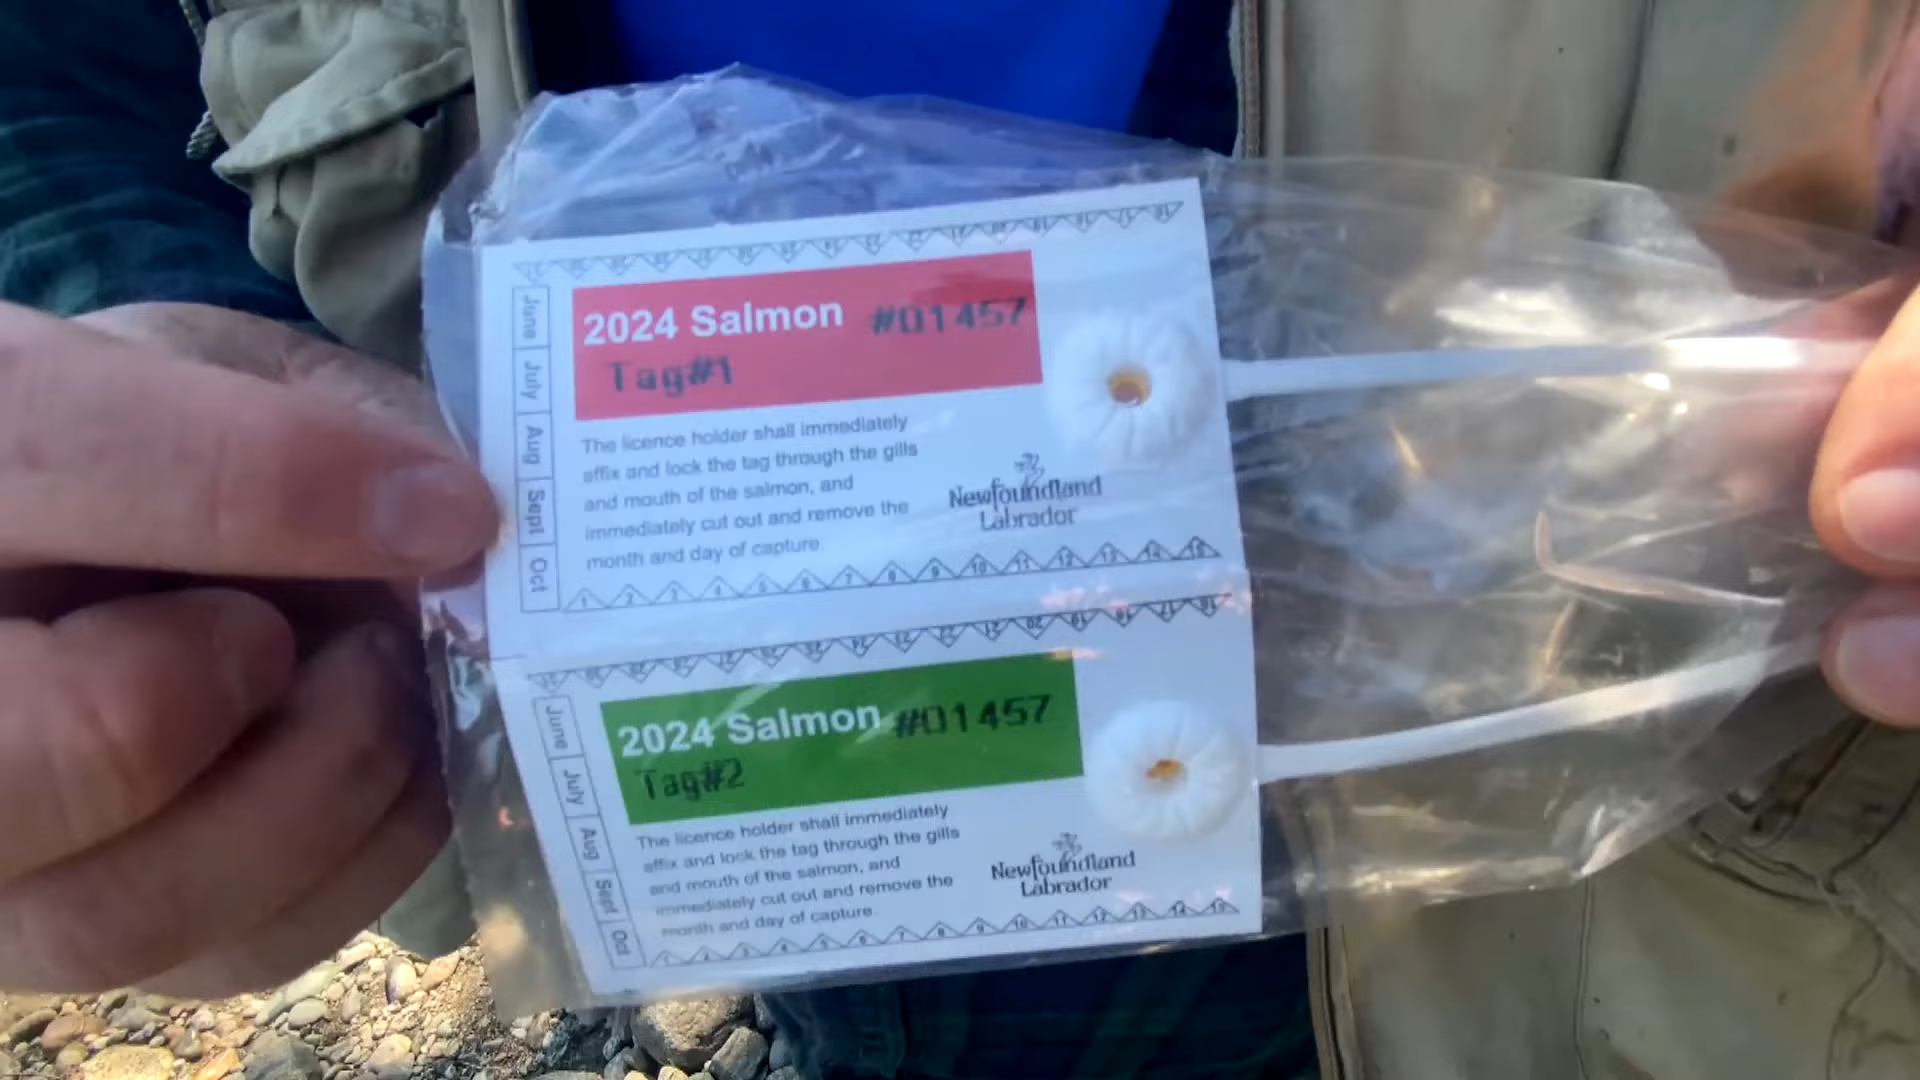 2024 Salmon #01457
Tag#1
The licence holder shall immediately
affix and lock the tag through the gills
and mouth of the salmon, and
immediately cut out and remove the
month and day of capture.
Newfoundland
Labrador
June
July
Aug
Sept
Oct
1 2 3 4 5 6 7 8 9 10 11 12 13 14 15
2024 Salmon #01457
Tag#2
The licence holder shall immediately
affix and lock the tag through the gills
and mouth of the salmon, and
immediately cut out and remove the
month and day of capture.
Newfoundland
Labrador
June
July
Aug
Sept
Oct
1 2 3 4 5 6 7 8 9 10 11 12 13 14 15